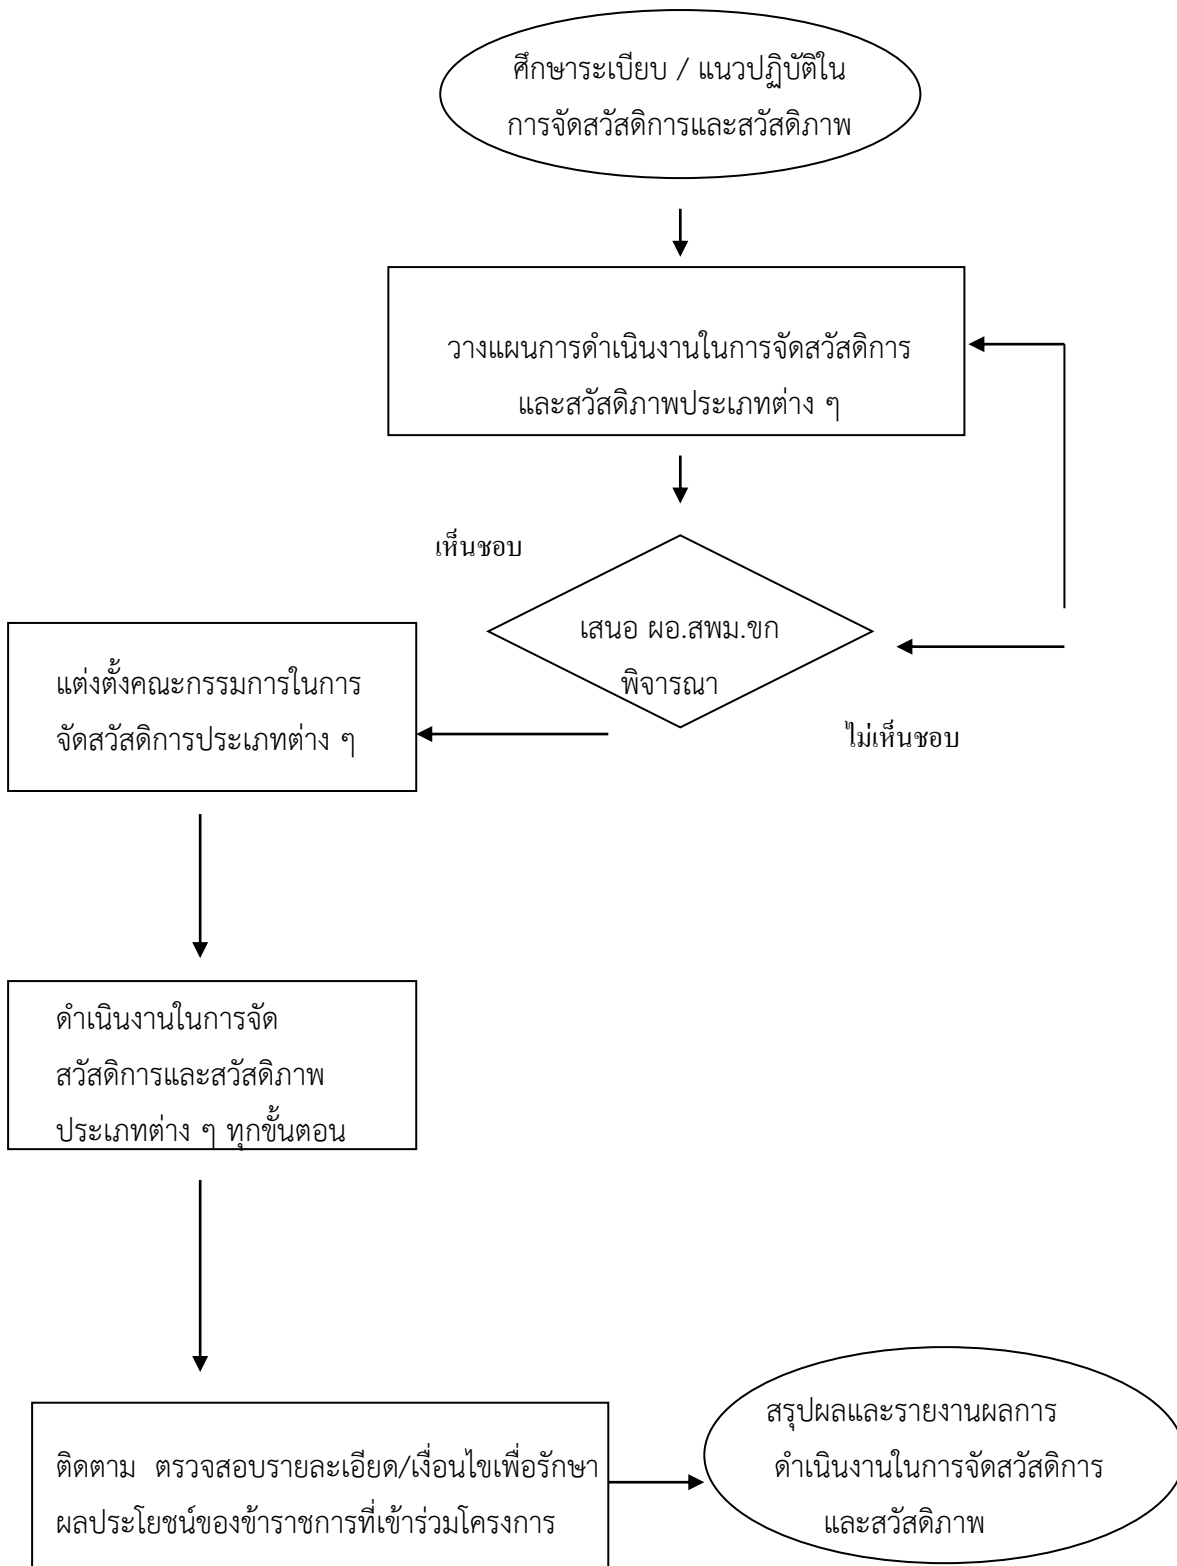 ศึกษาระเบียบ / แนวปฏิบัติใน
การจัดสวัสดิการและสวัสดิภาพ
วางแผนการดำเนินงานในการจัดสวัสดิการ
และสวัสดิภาพประเภทต่าง ๆ
เห็นชอบ
เสนอ ผอ.สพม.ขก
พิจารณา
ไม่เห็นชอบ
แต่งตั้งคณะกรรมการในการ
จัดสวัสดิการประเภทต่าง ๆ
ดำเนินงานในการจัด
สวัสดิการและสวัสดิภาพ
ประเภทต่าง ๆ ทุกขั้นตอน
ติดตาม ตรวจสอบรายละเอียด/เงื่อนไขเพื่อรักษา
ผลประโยชน์ของข้าราชการที่เข้าร่วมโครงการ
สรุปผลและรายงานผลการ
ดำเนินงานในการจัดสวัสดิการ
และสวัสดิภาพ